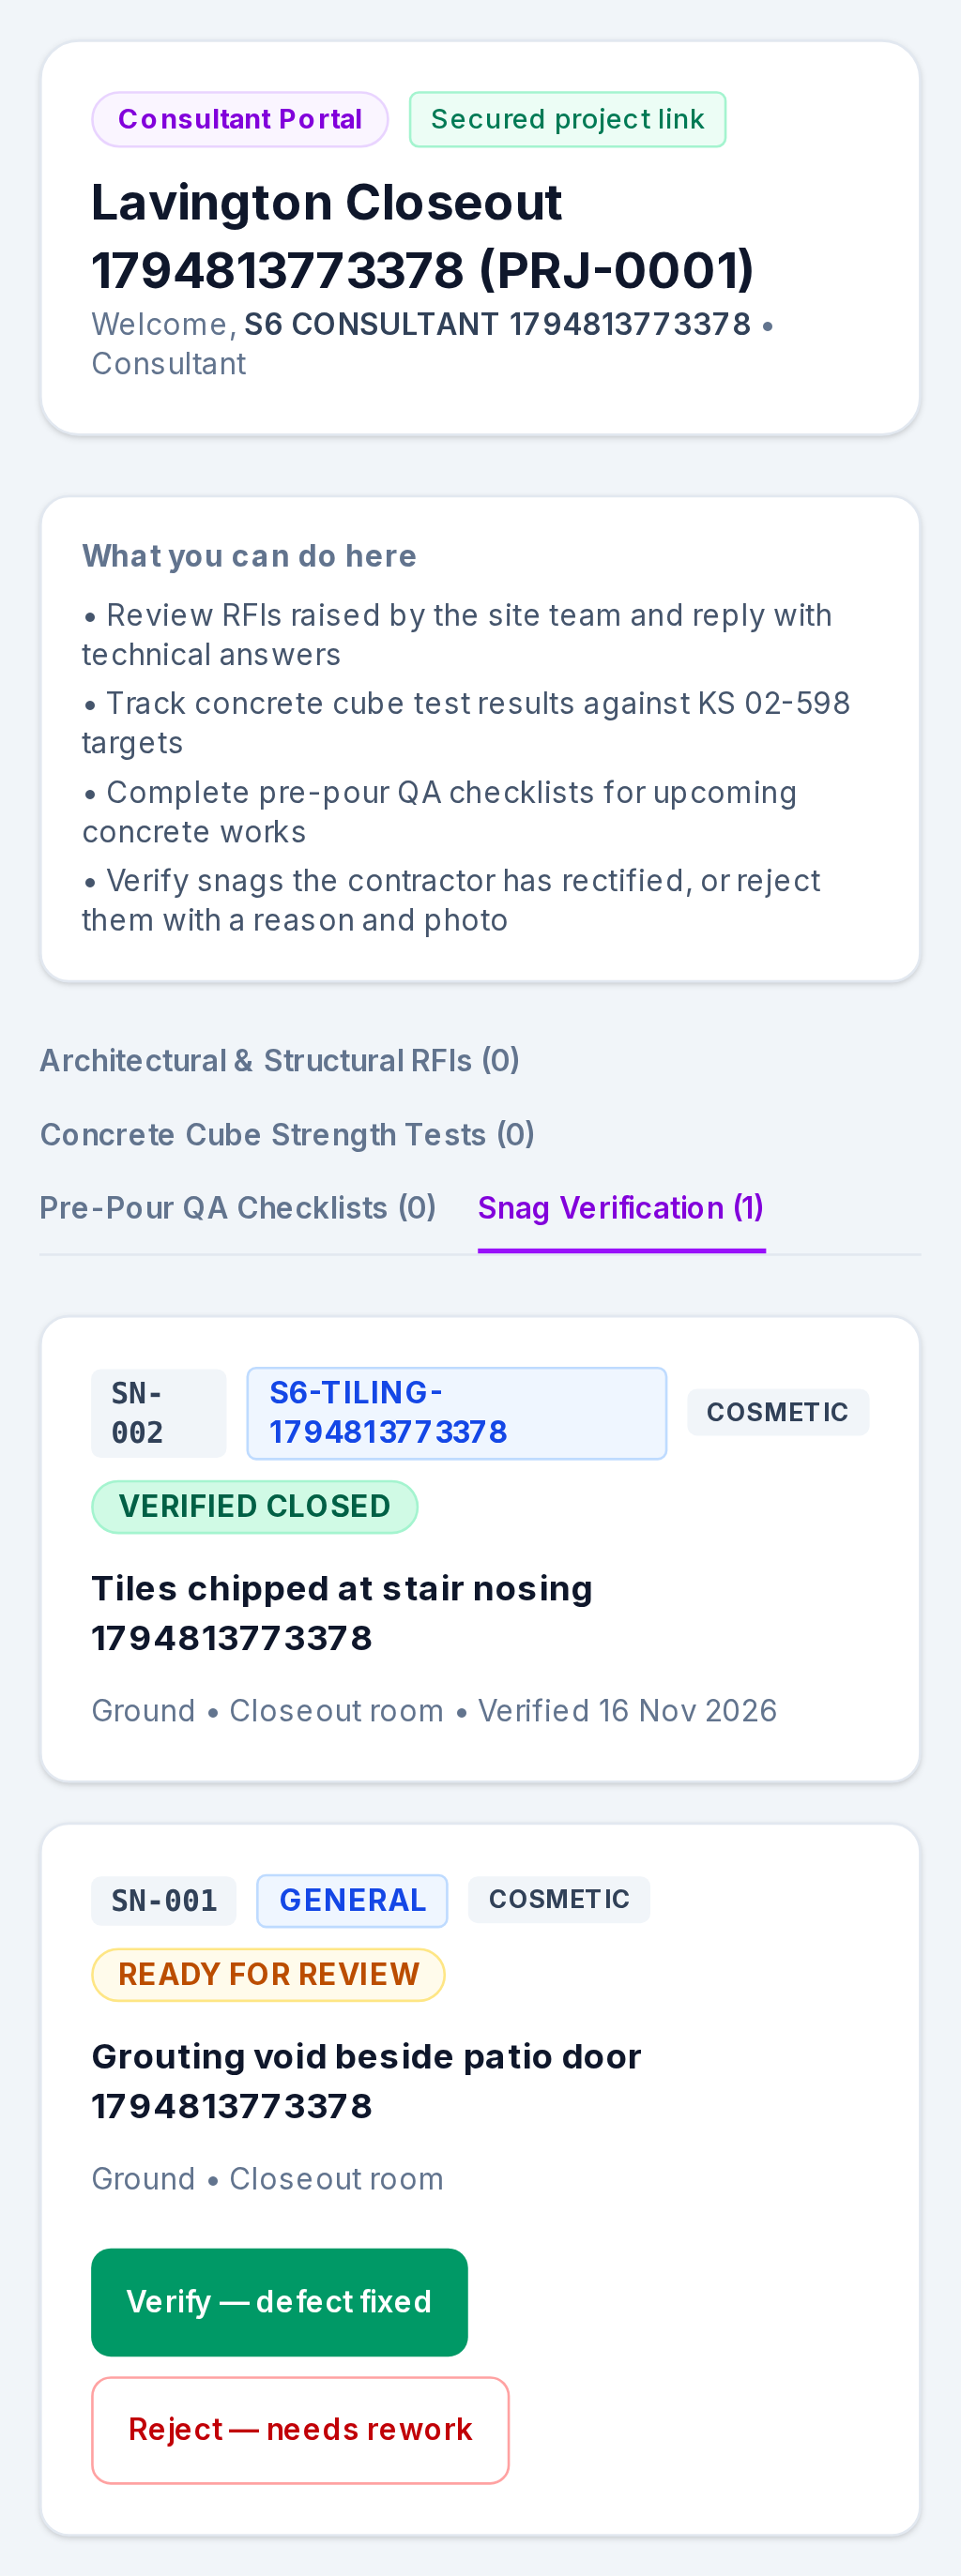 Consultant Portal
Secured project link
Lavington Closeout
1794813773378 (PRJ-0001)
Welcome, S6 CONSULTANT 1794813773378 •
Consultant
What you can do here
• Review RFIs raised by the site team and reply with
technical answers
• Track concrete cube test results against KS 02-598
targets
• Complete pre-pour QA checklists for upcoming
concrete works
• Verify snags the contractor has rectified, or reject
them with a reason and photo
Architectural & Structural RFIs (0)
Concrete Cube Strength Tests (0)
Pre-Pour QA Checklists (0)
Snag Verification (1)
SN-
002
S6-TILING-
1794813773378
COSMETIC
VERIFIED CLOSED
Tiles chipped at stair nosing
1794813773378
Ground • Closeout room • Verified 16 Nov 2026
SN-001
GENERAL
COSMETIC
READY FOR REVIEW
Grouting void beside patio door
1794813773378
Ground • Closeout room
Verify — defect fixed
Reject — needs rework